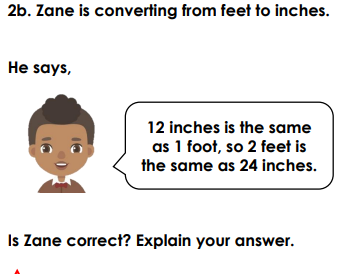 2b. Zane is converting from feet to inches.
He says,
12 inches is the same
as 1 foot, so 2 feet is
the same as 24 inches.
Is Zane correct? Explain your answer.